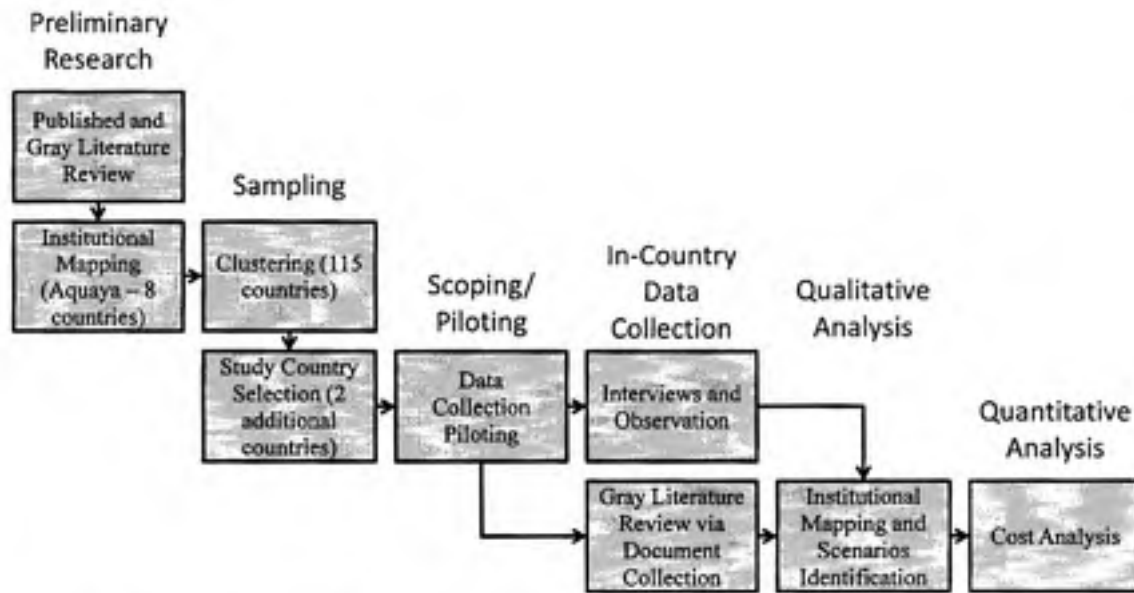 Preliminary
Research
Published and
Gray Literature
Review
Institutional
Mapping
(Aquaya – 8
countries)
Sampling
Clustering (115
countries)
Study Country
Selection (2
additional
countries)
Scoping/
Piloting
Data
Collection
Piloting
In-Country
Data
Collection
Interviews and
Observation
Gray Literature
Review via
Document
Collection
Qualitative
Analysis
Institutional
Mapping and
Scenarios
Identification
Quantitative
Analysis
Cost Analysis